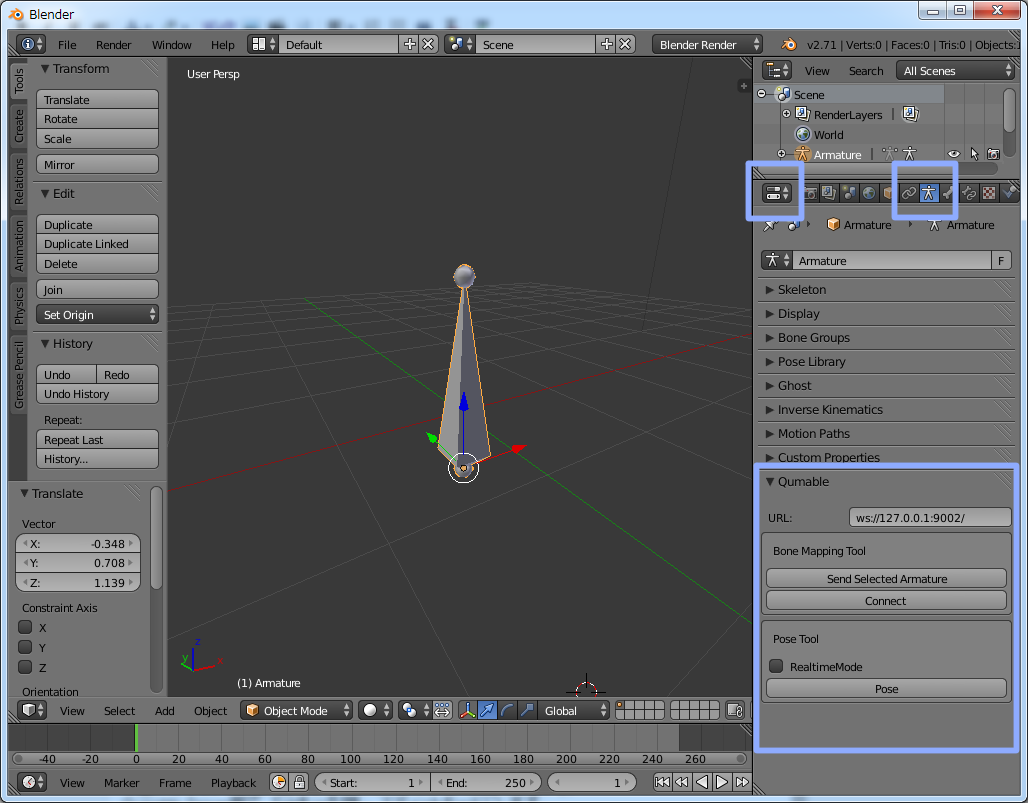 Blender
File Render Window Help Default Scene Blender Render v2.71 | Verts:0 | Faces:0 | Tris:0 | Objects:
Tools
Create
Relations
Animation
Physics
Grease Pencil
Transform
Translate
Rotate
Scale
Mirror
Edit
Duplicate
Duplicate Linked
Delete
Join
Set Origin
History
Undo Redo
Undo History
Repeat:
Repeat Last
History...
Translate
Vector
X: -0.348
Y: 0.708
Z: 1.139
Constraint Axis
X
Y
Z
Orientation
User Persp
z
y
x
(1) Armature
View Select Add Object Object Mode Global
-40 -20 0 20 40 60 80 100 120 140 160 180 200 220 240 260
View Marker Frame Playback Start: 1 End: 250 1
View Search All Scenes
Scene
RenderLayers
World
Armature
Armature Armature
Armature F
Skeleton
Display
Bone Groups
Pose Library
Ghost
Inverse Kinematics
Motion Paths
Custom Properties
Qumable
URL: ws://127.0.0.1:9002/
Bone Mapping Tool
Send Selected Armature
Connect
Pose Tool
RealtimeMode
Pose